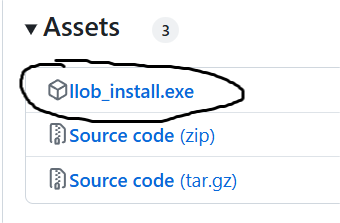 Assets 3
llob_install.exe
Source code (zip)
Source code (tar.gz)